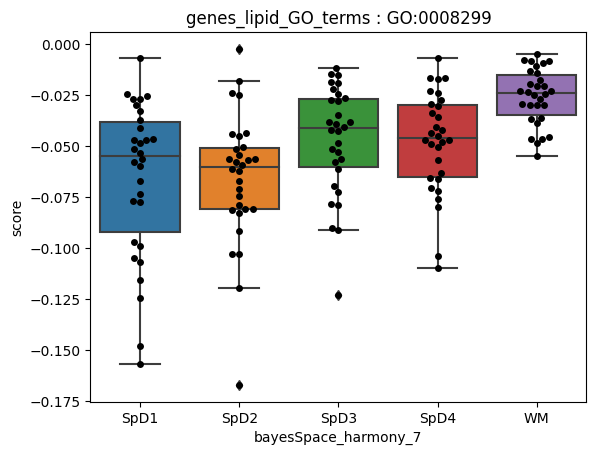 genes_lipid_GO_terms : GO:0008299
0.000
−0.025
−0.050
−0.075
−0.100
−0.125
−0.150
−0.175
score
SpD1 SpD2 SpD3 SpD4 WM
bayesSpace_harmony_7